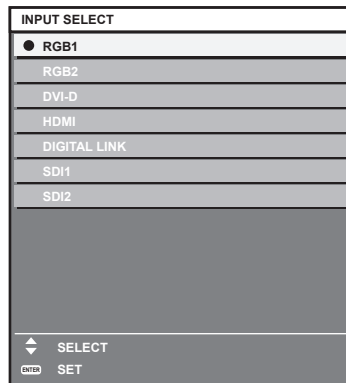 INPUT SELECT
RGB1
RGB2
DVI-D
HDMI
DIGITAL LINK
SDI1
SDI2
SELECT
ENTER SET